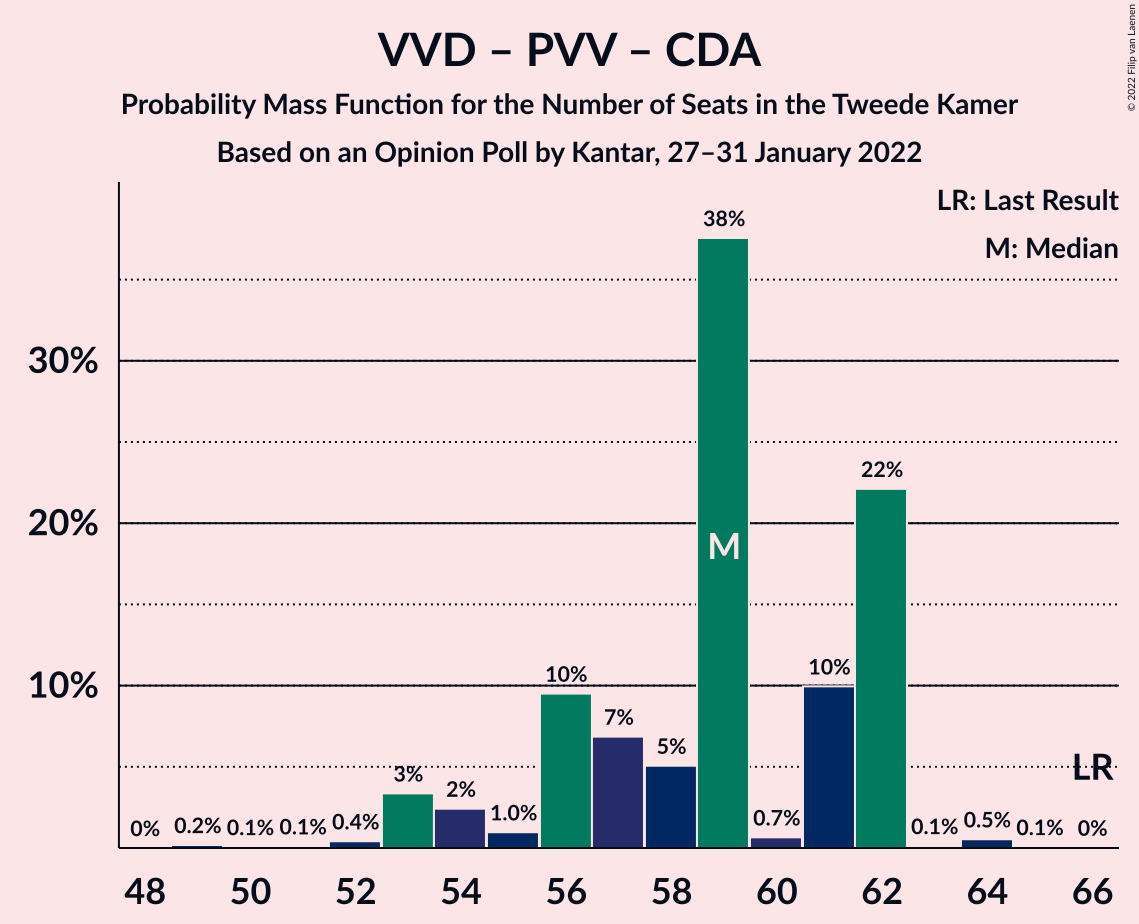 VVD – PVV – CDA
Probability Mass Function for the Number of Seats in the Tweede Kamer
Based on an Opinion Poll by Kantar, 27–31 January 2022
© 2022 Filip van Laenen
LR: Last Result
M: Median
38%
30%
22%
20%
M
10%
10%
10%
7%
5%
LR
3%
2%
0%
0.2%
0.1%
0.1%
0.4%
1.0%
0.7%
0.1%
0.5%
0.1%
0%
48 50 52 54 56 58 60 62 64 66